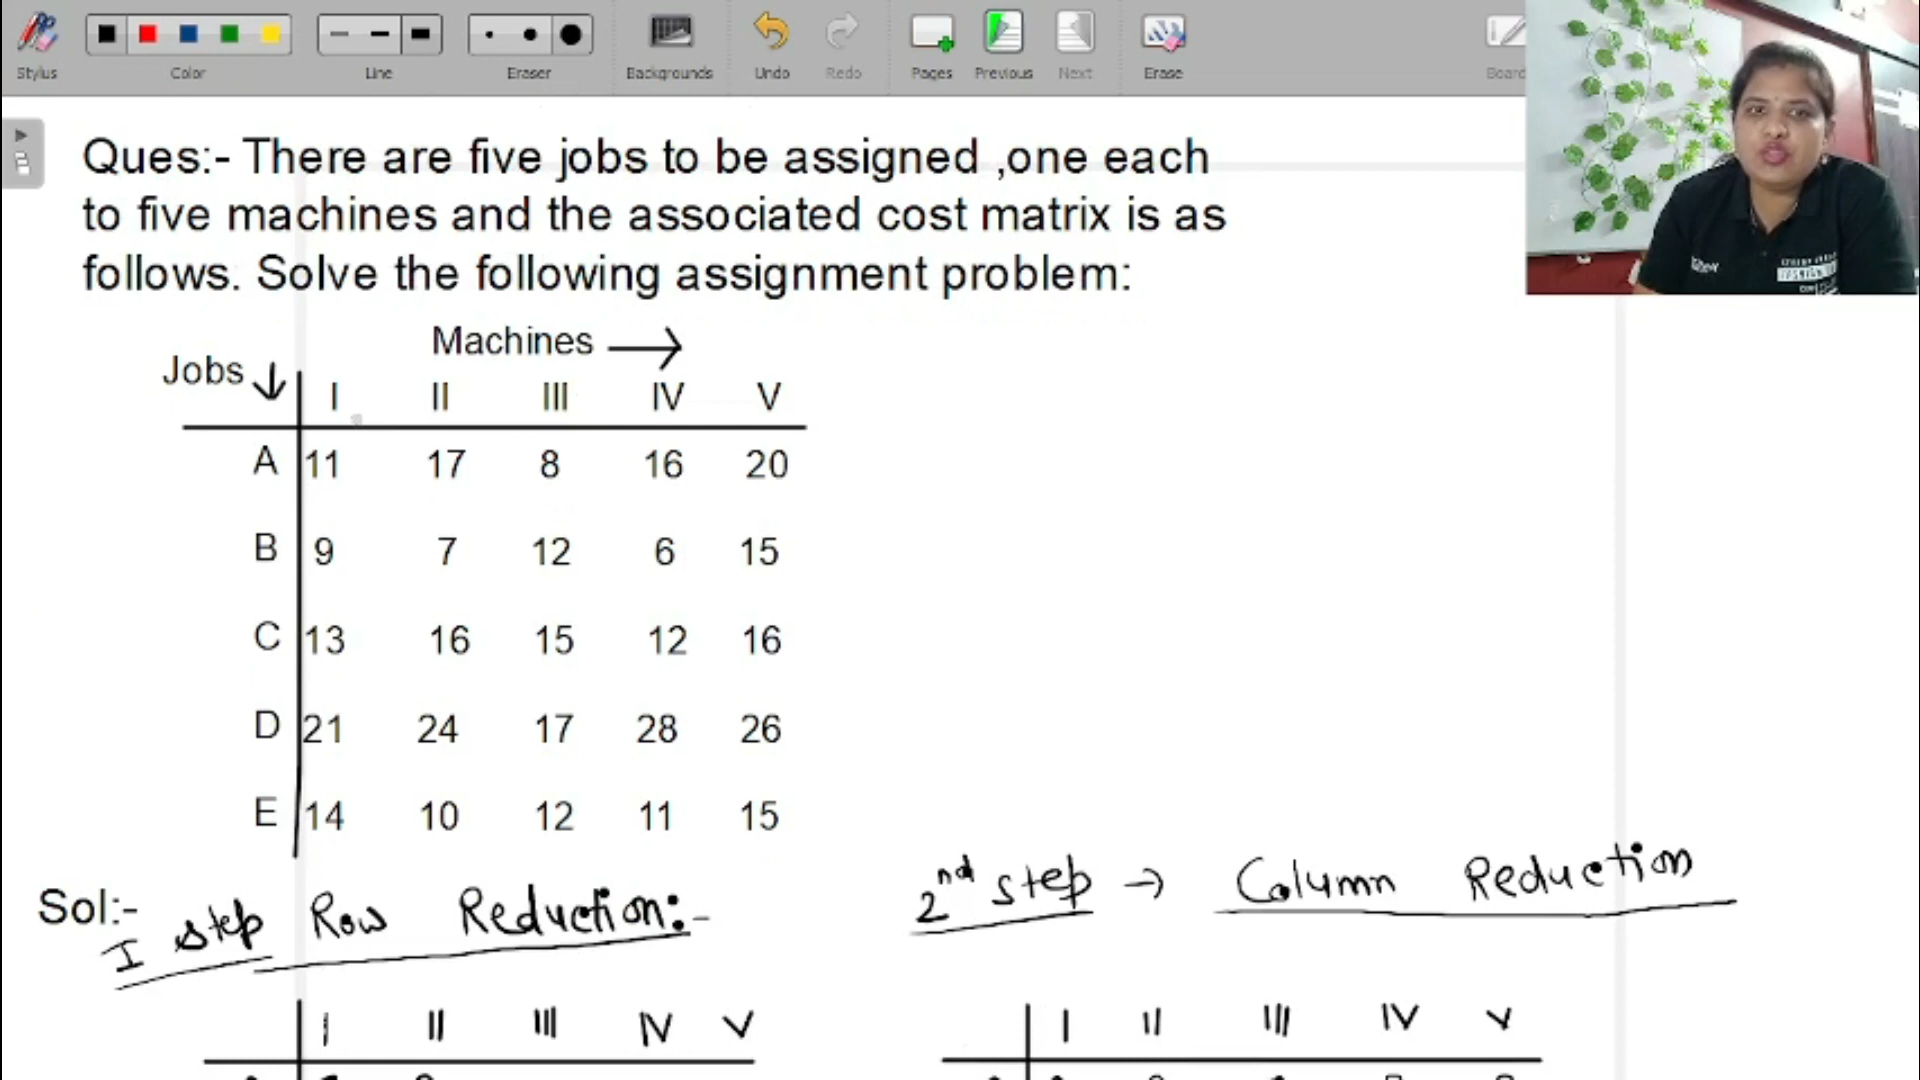 Stylus Color Line Eraser Backgrounds Undo Redo Pages Previous Next Erase Board
Ques:- There are five jobs to be assigned ,one each
to five machines and the associated cost matrix is as
follows. Solve the following assignment problem:
Machines →
Jobs ↓
I II III IV V
A 11 17 8 16 20
B 9 7 12 6 15
C 13 16 15 12 16
D 21 24 17 28 26
E 14 10 12 11 15
Sol:-
I step Row Reduction:-
2nd step → Column Reduction
I II III IV V
I II III IV V